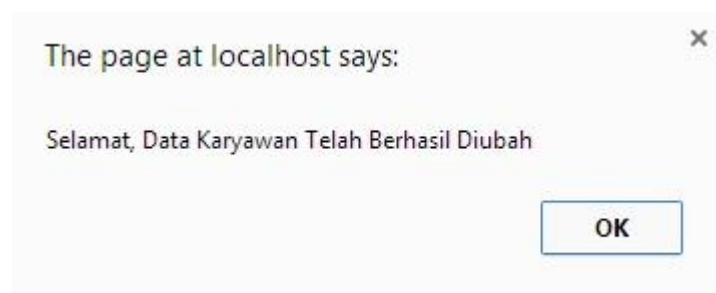 The page at localhost says:
Selamat, Data Karyawan Telah Berhasil Diubah
OK